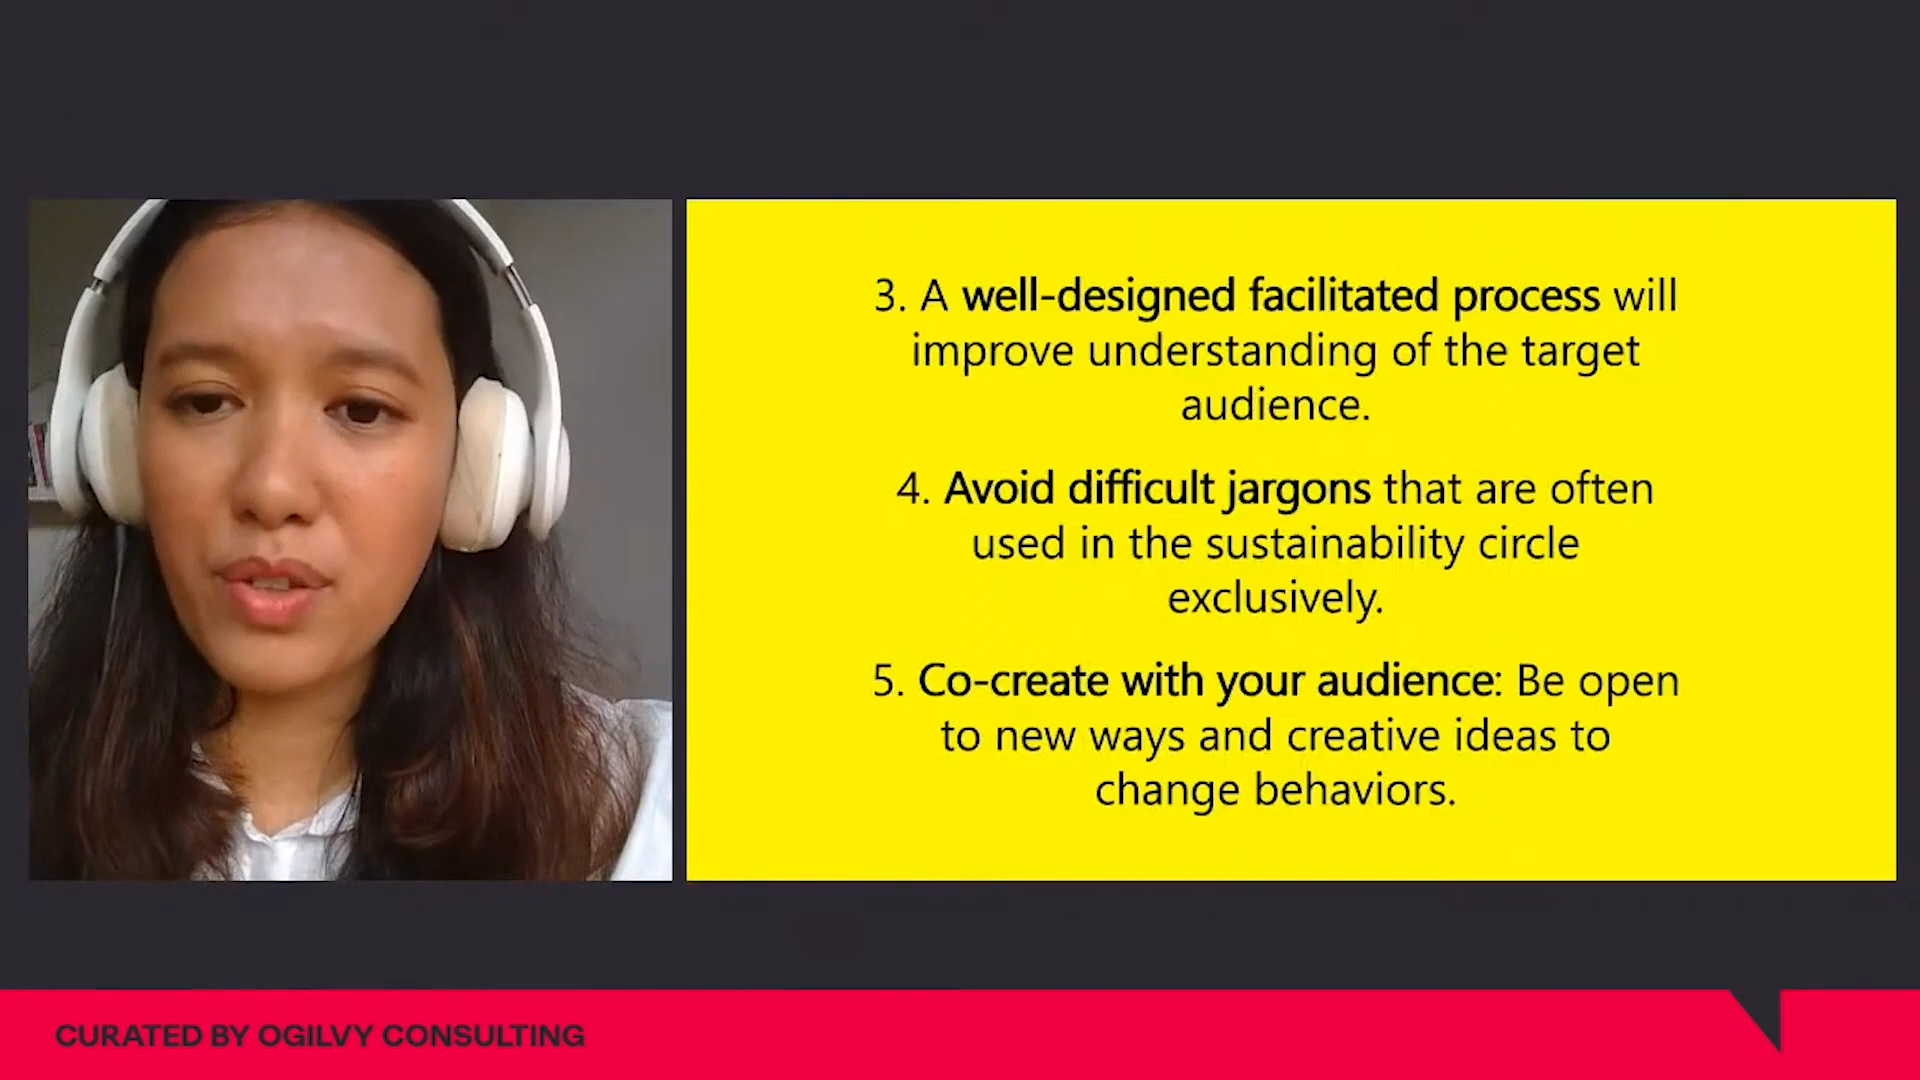 3. A well-designed facilitated process will
improve understanding of the target
audience.
4. Avoid difficult jargons that are often
used in the sustainability circle
exclusively.
5. Co-create with your audience: Be open
to new ways and creative ideas to
change behaviors.
CURATED BY OGILVY CONSULTING